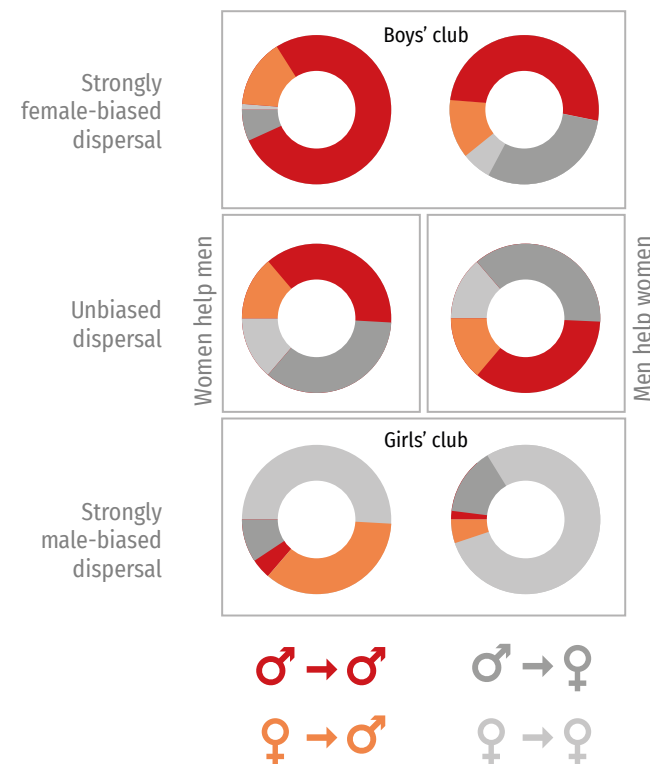 Boys’ club
Strongly
female-biased
dispersal
Women help men
Unbiased
dispersal
Men help women
Girls’ club
Strongly
male-biased
dispersal
♂ → ♂
♂ → ♀
♀ → ♂
♀ → ♀